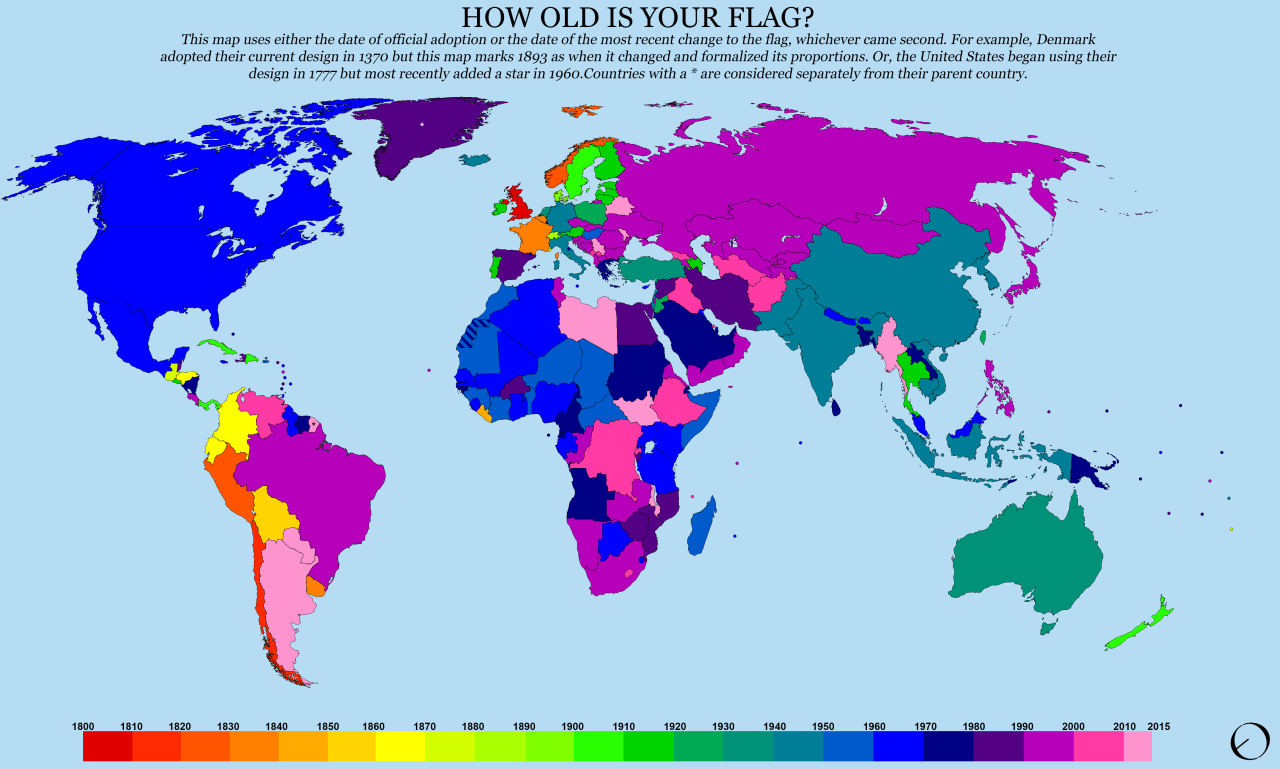 HOW OLD IS YOUR FLAG?
This map uses either the date of official adoption or the date of the most recent change to the flag, whichever came second. For example, Denmark
adopted their current design in 1370 but this map marks 1893 as when it changed and formalized its proportions. Or, the United States began using their
design in 1777 but most recently added a star in 1960.Countries with a * are considered separately from their parent country.
*
*
1800 1810 1820 1830 1840 1850 1860 1870 1880 1890 1900 1910 1920 1930 1940 1950 1960 1970 1980 1990 2000 2010 2015